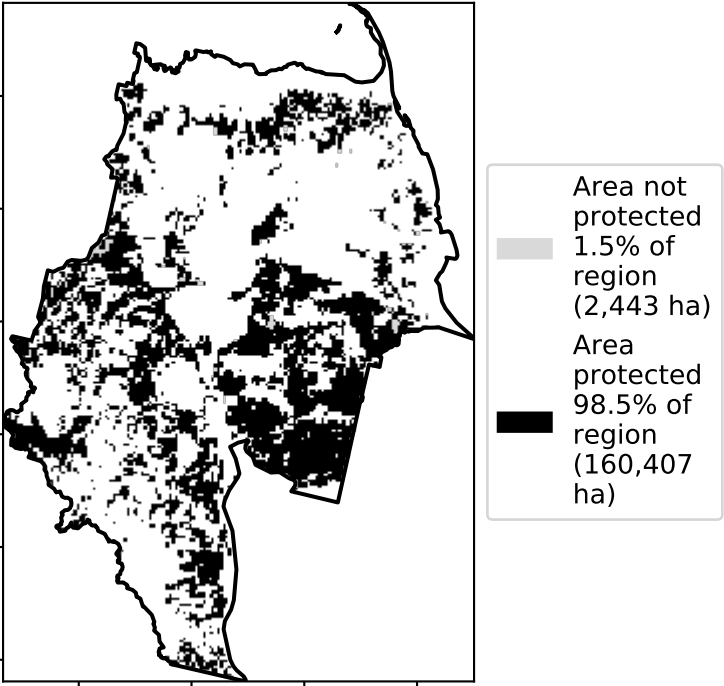 Area not
protected
1.5% of
region
(2,443 ha)
Area
protected
98.5% of
region
(160,407
ha)